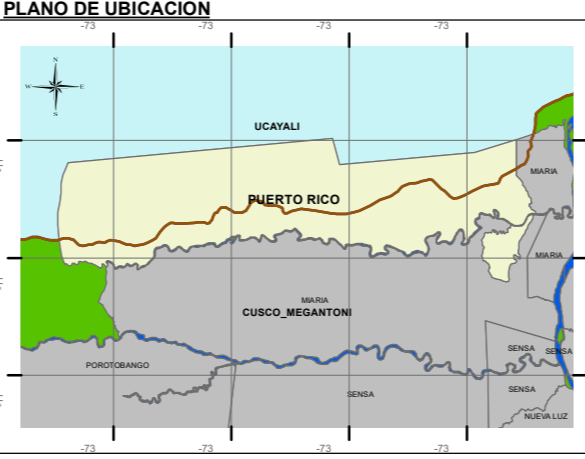 PLANO DE UBICACION
-73 -73 -73 -73
N
W E
S
UCAYALI
MIARIA
PUERTO RICO
MIARIA
MIARIA
CUSCO_MEGANTONI
SENSA SENSA
POROTOBANGO
SENSA SENSA
NUEVA LUZ
-73 -73 -73 -73